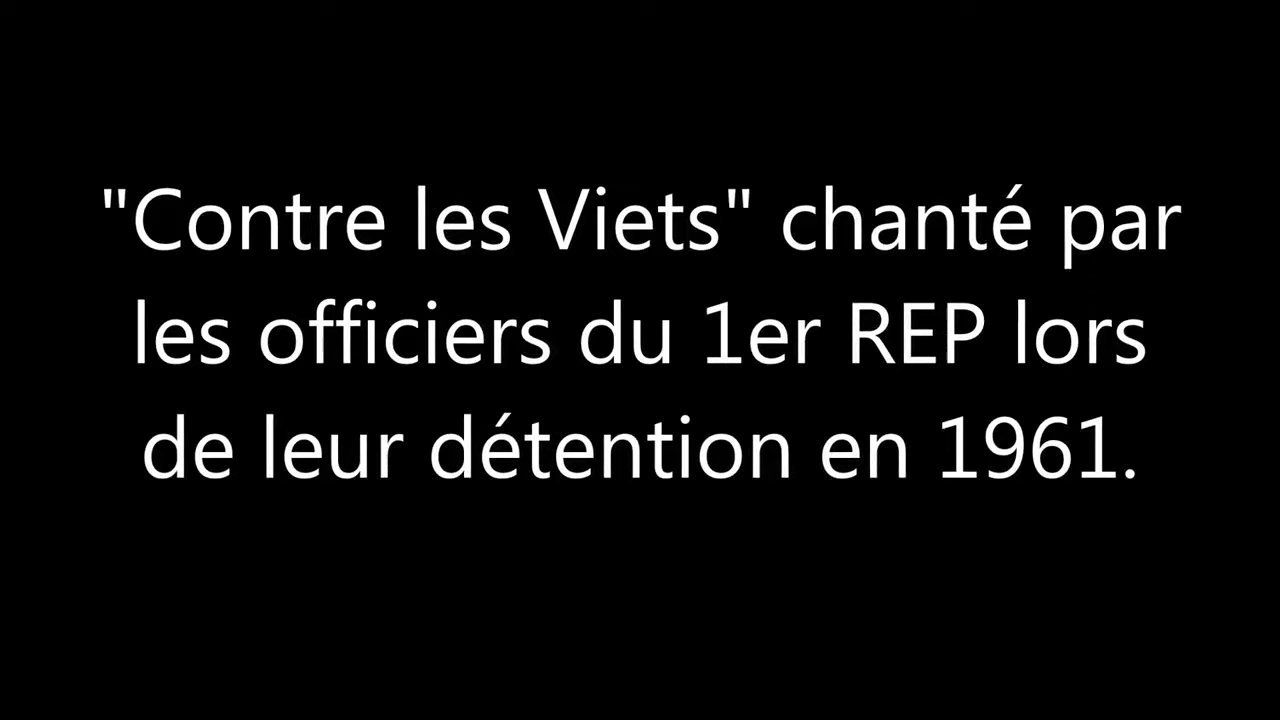 "Contre les Viets" chanté par
les officiers du 1er REP lors
de leur détention en 1961.